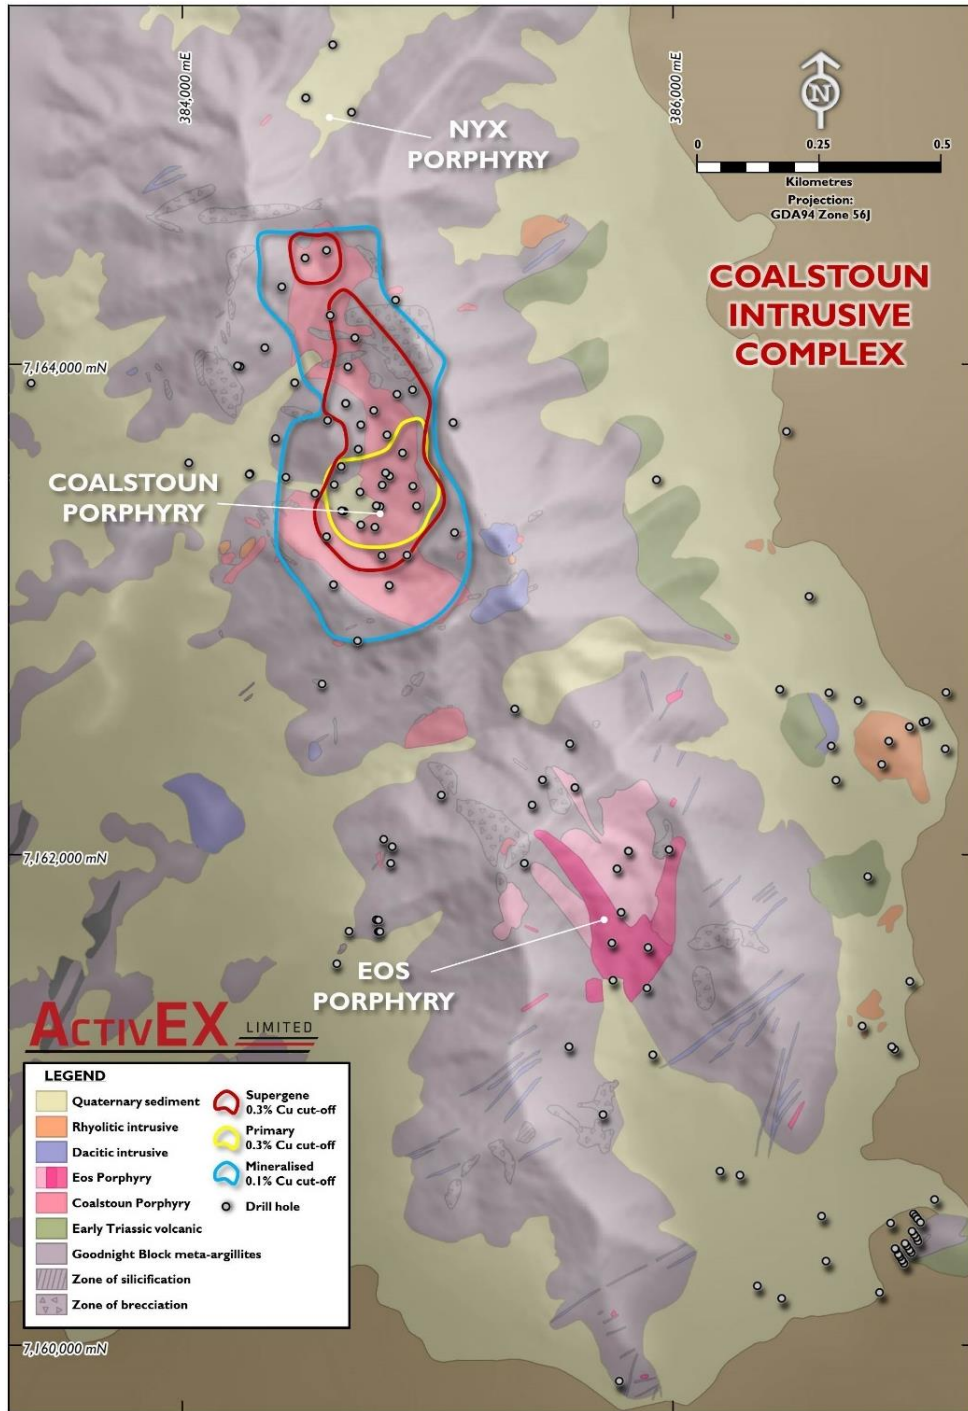 384,000 mE
386,000 mE
N
NYX
PORPHYRY
0
0.25
0.5
Kilometres
Projection:
GDA94 Zone 56J
COALSTOUN
INTRUSIVE
COMPLEX
7,164,000 mN
COALSTOUN
PORPHYRY
7,162,000 mN
EOS
PORPHYRY
ACTIVEX LIMITED
LEGEND
Quaternary sediment
Rhyolitic intrusive
Dacitic intrusive
Eos Porphyry
Coalstoun Porphyry
Early Triassic volcanic
Goodnight Block meta-argillites
Zone of silicification
Zone of brecciation
Supergene
0.3% Cu cut-off
Primary
0.3% Cu cut-off
Mineralised
0.1% Cu cut-off
Drill hole
7,160,000 mN